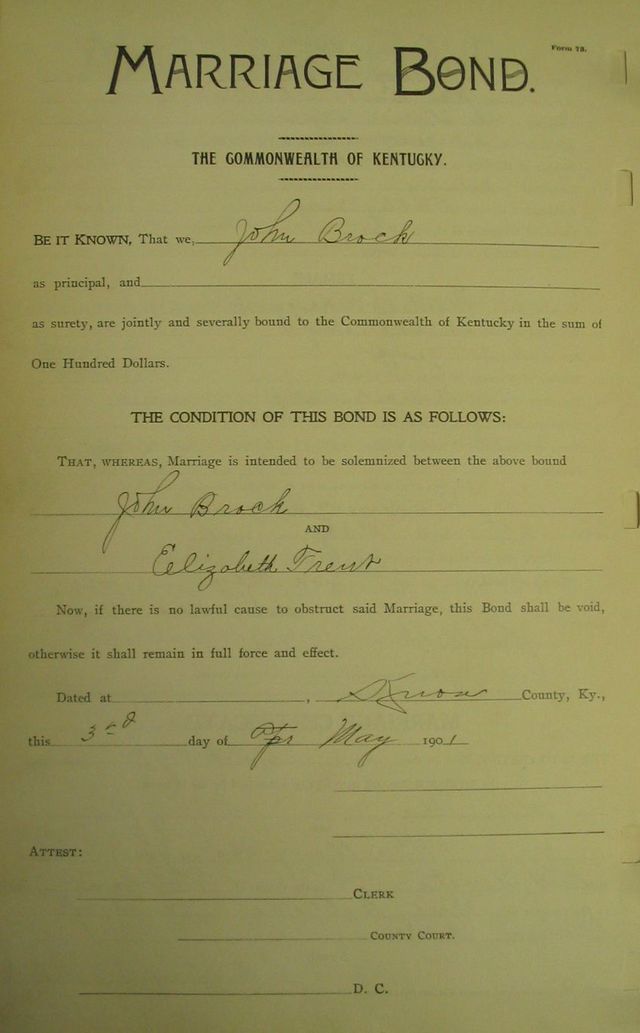 Form 73.
MARRIAGE BOND.
THE COMMONWEALTH OF KENTUCKY.
BE IT KNOWN, That we, John Brock
as principal, and
as surety, are jointly and severally bound to the Commonwealth of Kentucky in the sum of
One Hundred Dollars.
THE CONDITION OF THIS BOND IS AS FOLLOWS:
THAT, WHEREAS, Marriage is intended to be solemnized between the above bound
John Brock
AND
Elizabeth Trent
Now, if there is no lawful cause to obstruct said Marriage, this Bond shall be void,
otherwise it shall remain in full force and effect.
Dated at , Knox County, Ky.,
this 3rd day of May 1901
ATTEST:
CLERK
COUNTY COURT.
D. C.